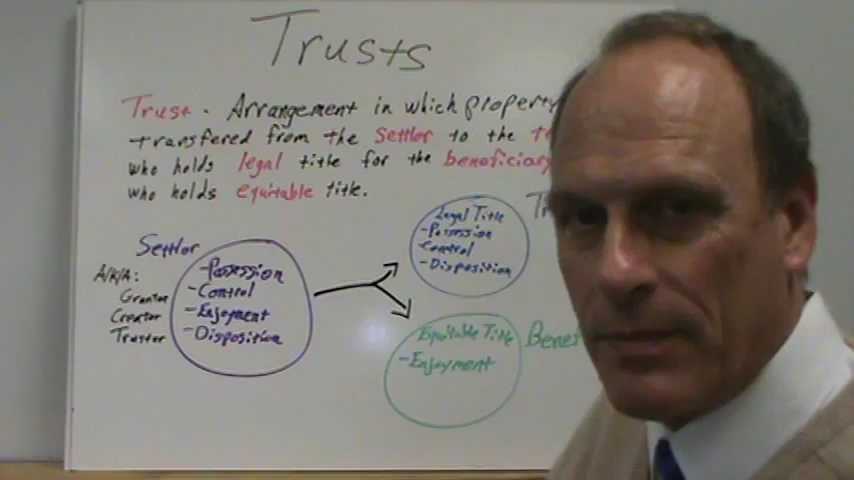 Trusts
Trust - Arrangement in which property
transfered from the Settlor to the
who holds legal title for the beneficiary
who holds equitable title.
Settlor
A/K/A:
Grantor
Creator
Trustor
-Possession
-Control
-Enjoyment
-Disposition
Legal Title
-Possession
-Control
-Disposition
Equitable Title
-Enjoyment